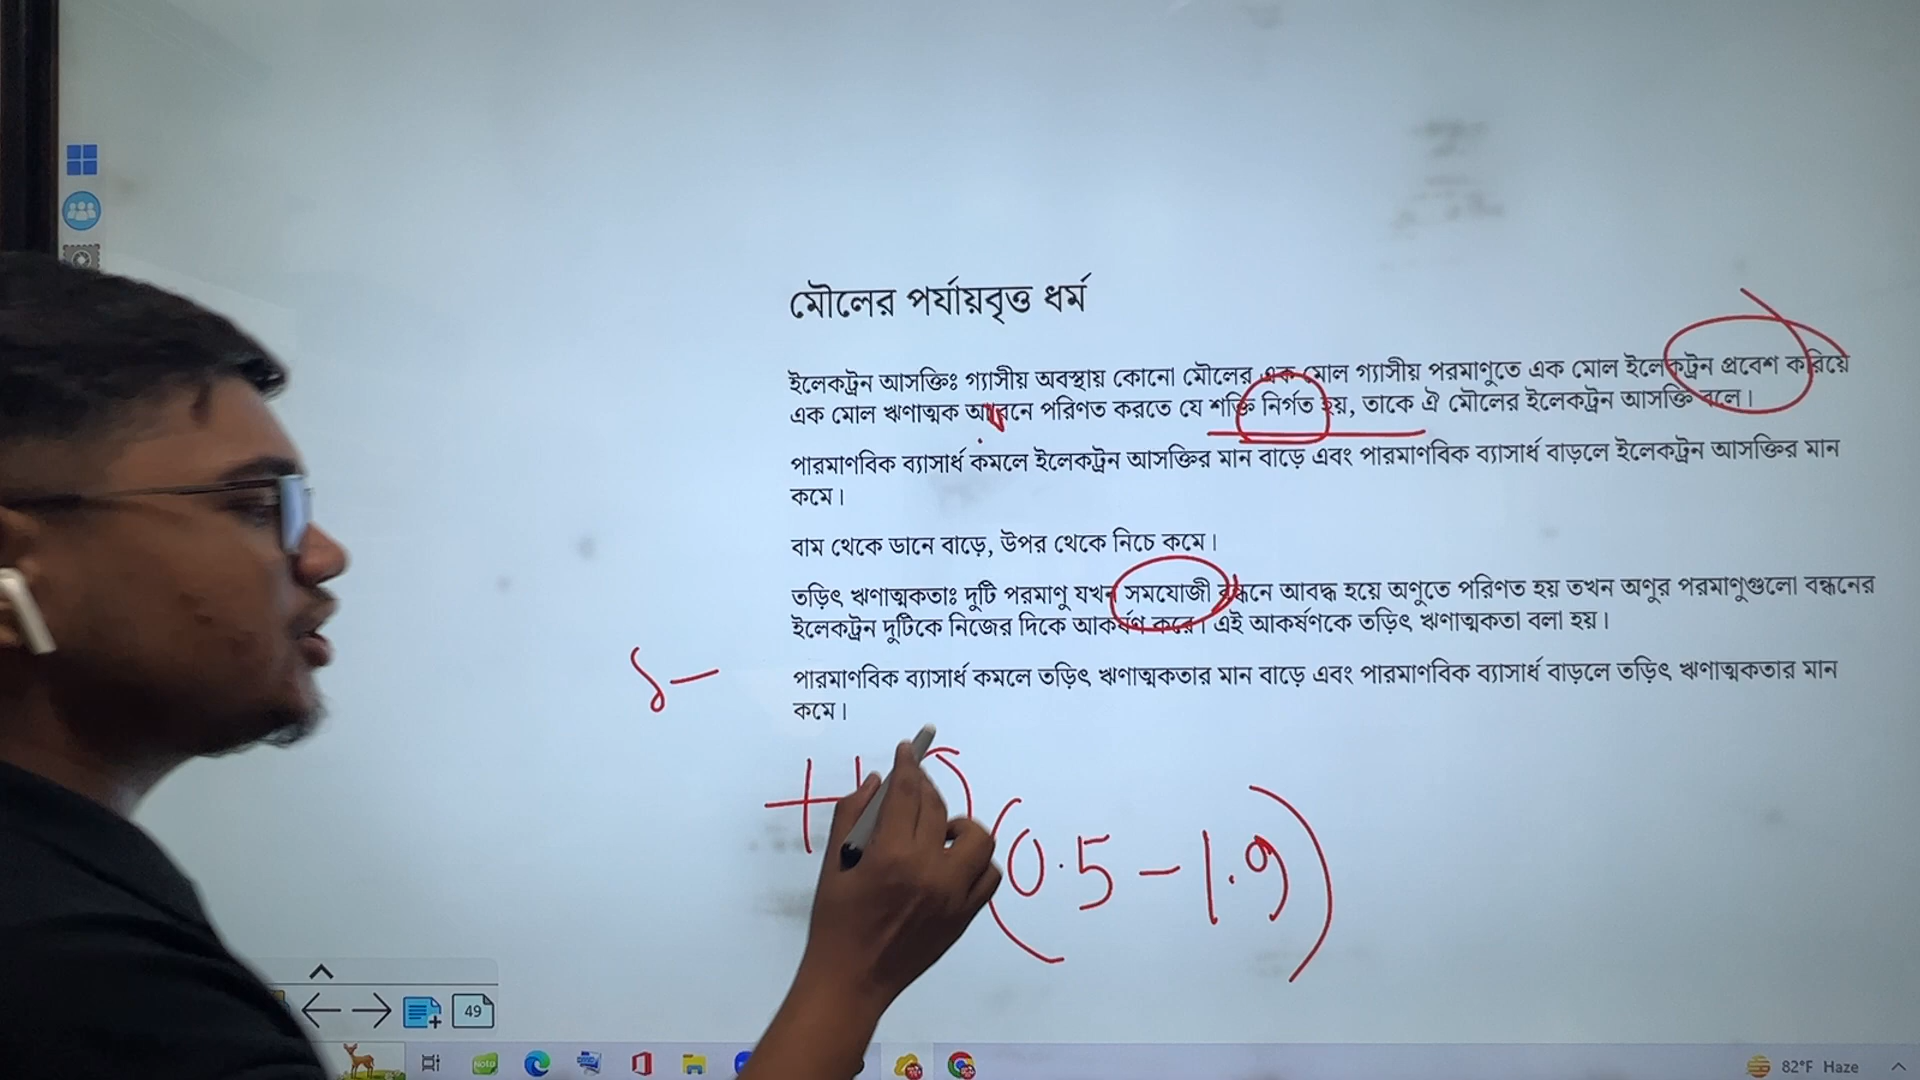 মৌলের পর্যায়বৃত্ত ধর্ম
ইলেকট্রন আসক্তিঃ গ্যাসীয় অবস্থায় কোনো মৌলের এক মোল গ্যাসীয় পরমাণুতে এক মোল ইলেকট্রন প্রবেশ করিয়ে
এক মোল ঋণাত্মক পরিণত করতে যে শক্তি নির্গত হয়, তাকে ঐ মৌলের ইলেকট্রন আসক্তি বলে।
পারমাণবিক ব্যাসার্ধ কমলে ইলেকট্রন আসক্তির মান বাড়ে এবং পারমাণবিক ব্যাসার্ধ বাড়লে ইলেকট্রন আসক্তির মান
কমে।
বাম থেকে ডানে বাড়ে, উপর থেকে নিচে কমে।
তড়িৎ ঋণাত্মকতাঃ দুটি পরমাণু যখন সমযোজী বন্ধনে আবদ্ধ হয়ে অণুতে পরিণত হয় তখন অণুর পরমাণুগুলো বন্ধনের
ইলেকট্রন দুটিকে নিজের দিকে আকর্ষণ করে। এই আকর্ষণকে তড়িৎ ঋণাত্মকতা বলা হয়।
পারমাণবিক ব্যাসার্ধ কমলে তড়িৎ ঋণাত্মকতার মান বাড়ে এবং পারমাণবিক ব্যাসার্ধ বাড়লে তড়িৎ ঋণাত্মকতার মান
কমে।
(0.5 - 1.9)
49
82°F Haze